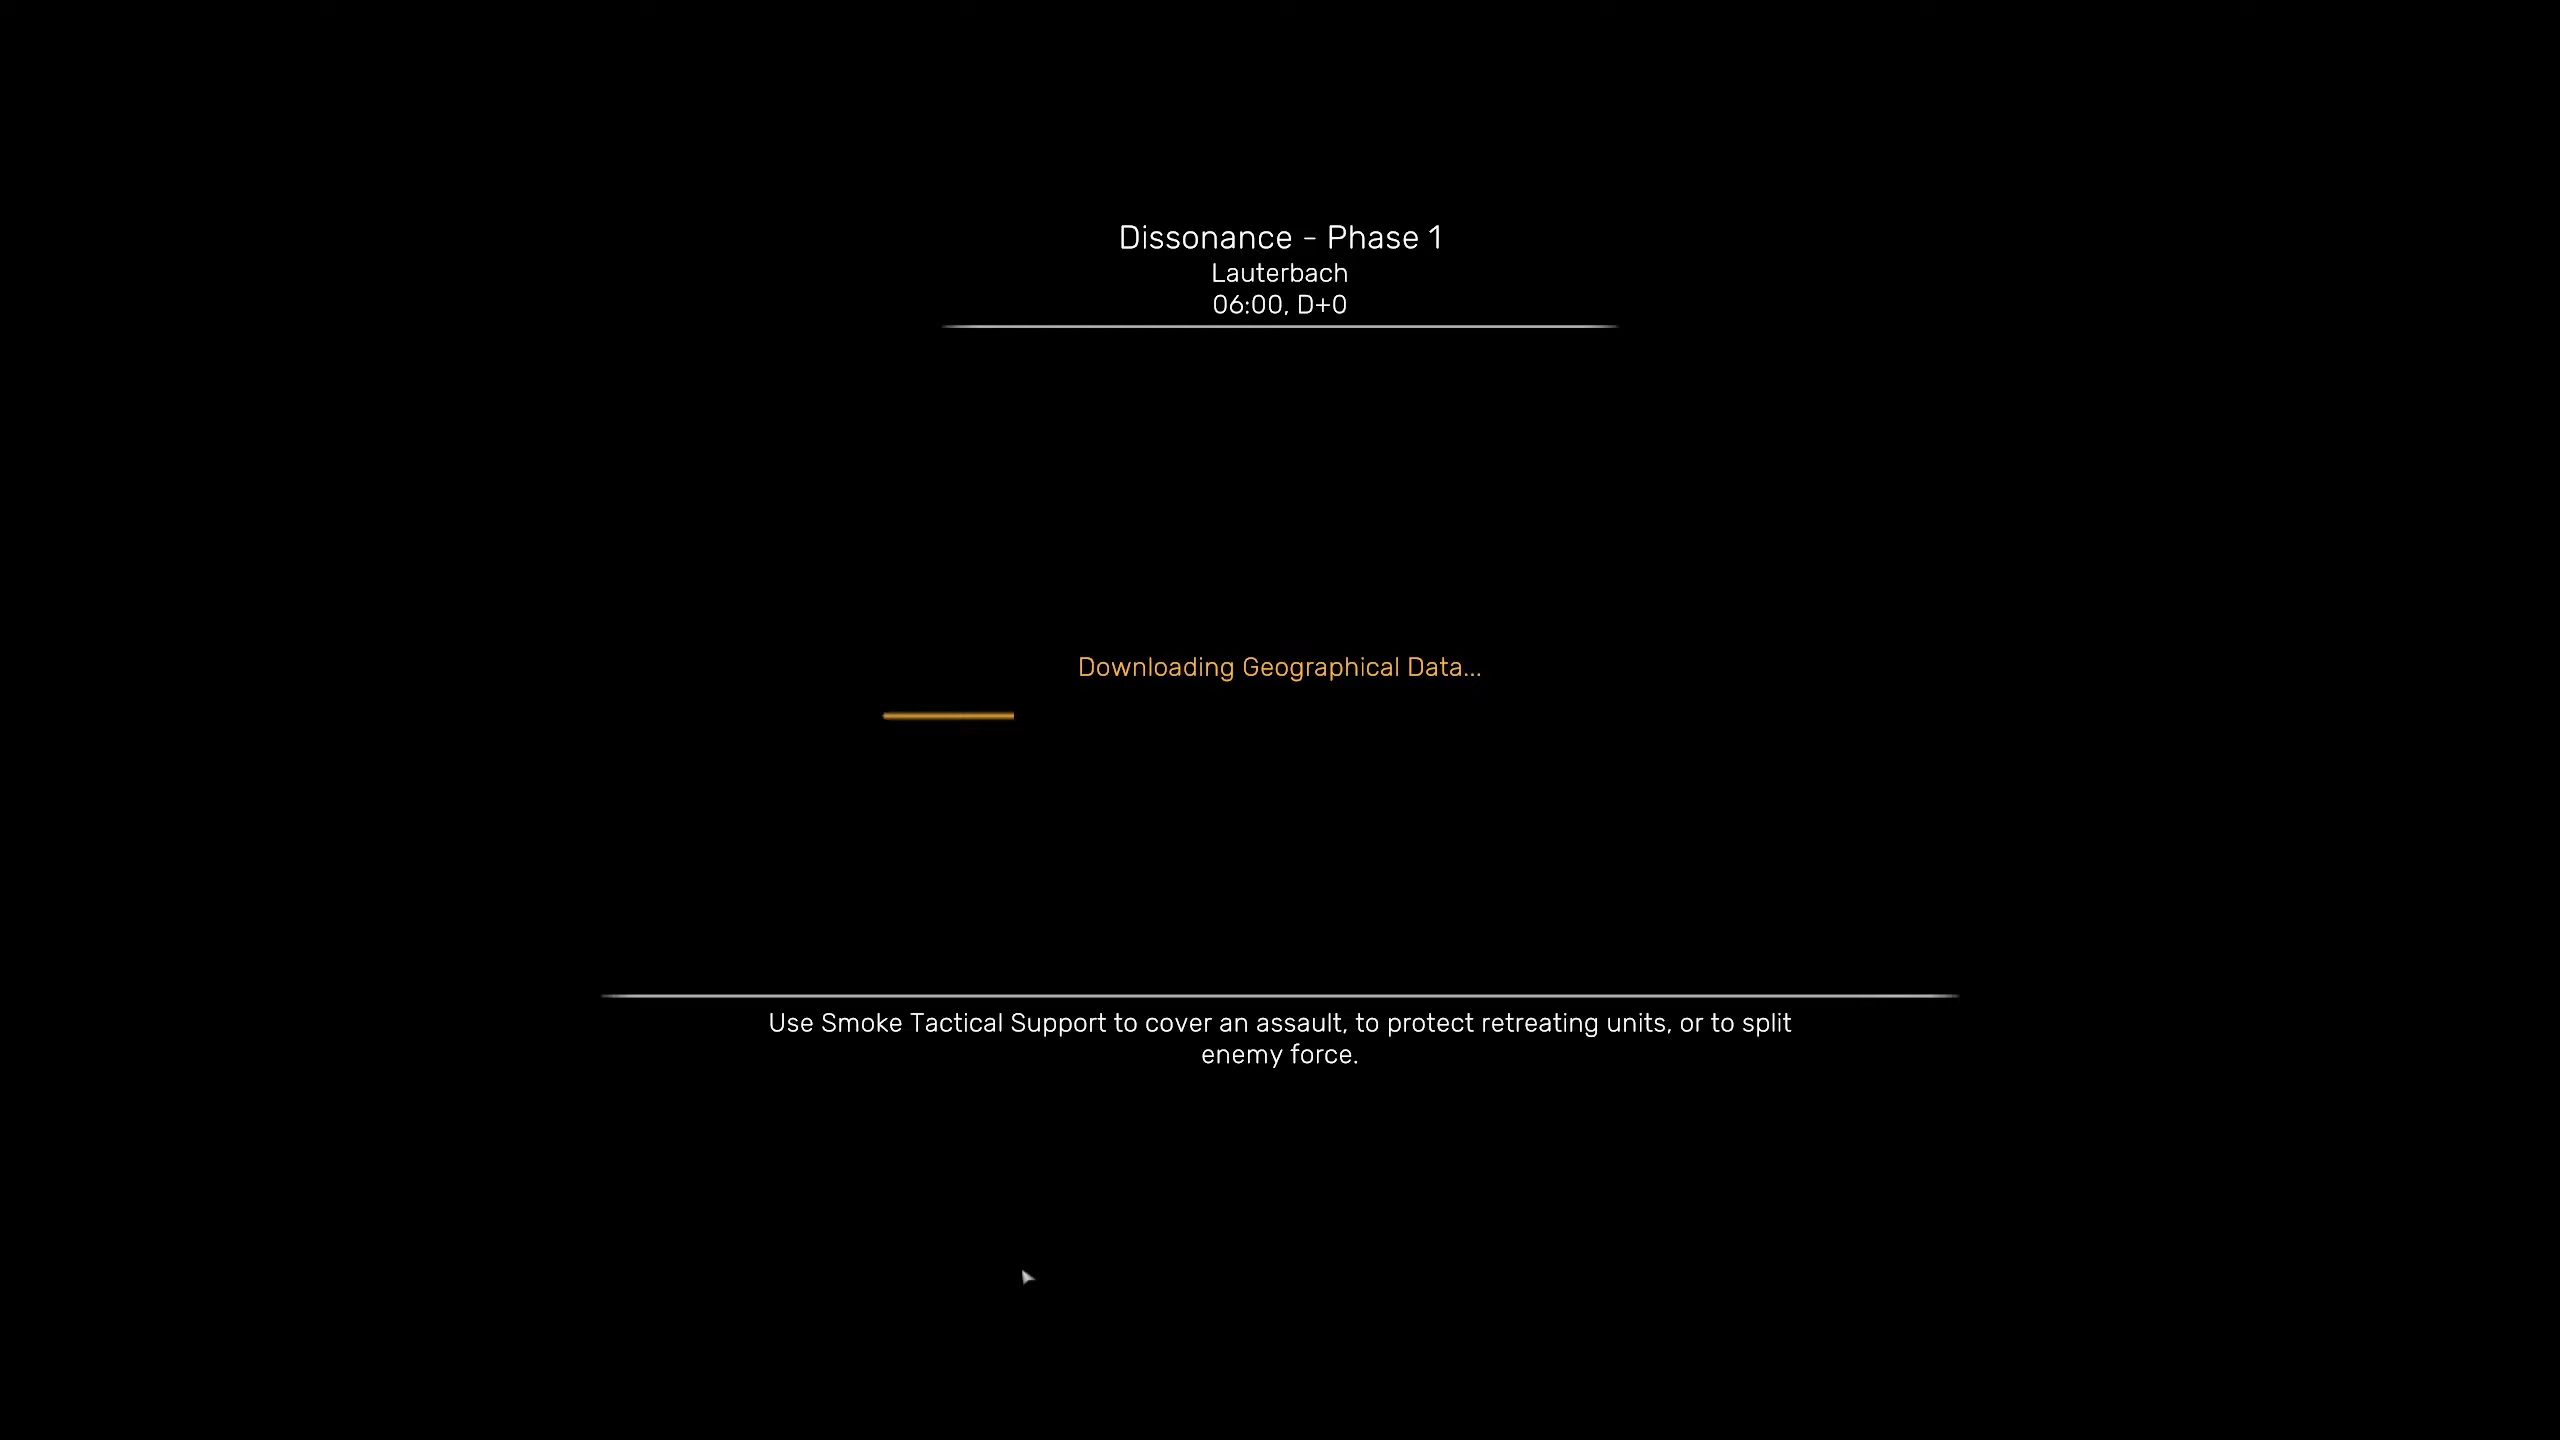 Dissonance - Phase 1
Lauterbach
06:00, D+0
Downloading Geographical Data...
Use Smoke Tactical Support to cover an assault, to protect retreating units, or to split
enemy force.